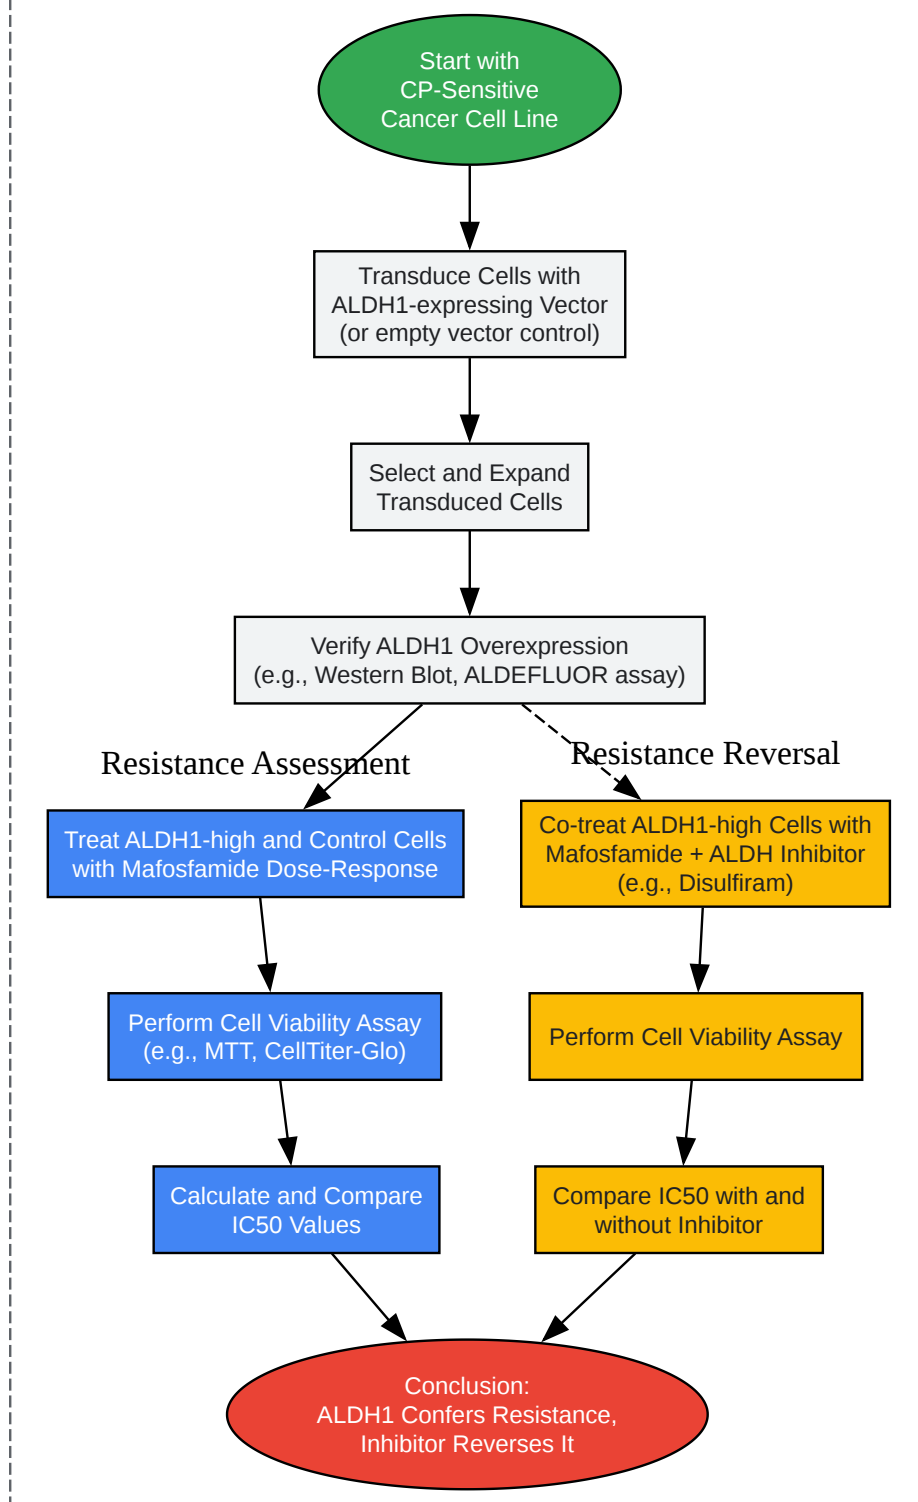 Start with
CP-Sensitive
Cancer Cell Line
Transduce Cells with
ALDH1-expressing Vector
(or empty vector control)
Select and Expand
Transduced Cells
Verify ALDH1 Overexpression
(e.g., Western Blot, ALDEFLUOR assay)
Resistance Assessment
Treat ALDH1-high and Control Cells
with Mafosfamide Dose-Response
Perform Cell Viability Assay
(e.g., MTT, CellTiter-Glo)
Calculate and Compare
IC50 Values
Resistance Reversal
Co-treat ALDH1-high Cells with
Mafosfamide + ALDH Inhibitor
(e.g., Disulfiram)
Perform Cell Viability Assay
Compare IC50 with and
without Inhibitor
Conclusion:
ALDH1 Confers Resistance,
Inhibitor Reverses It